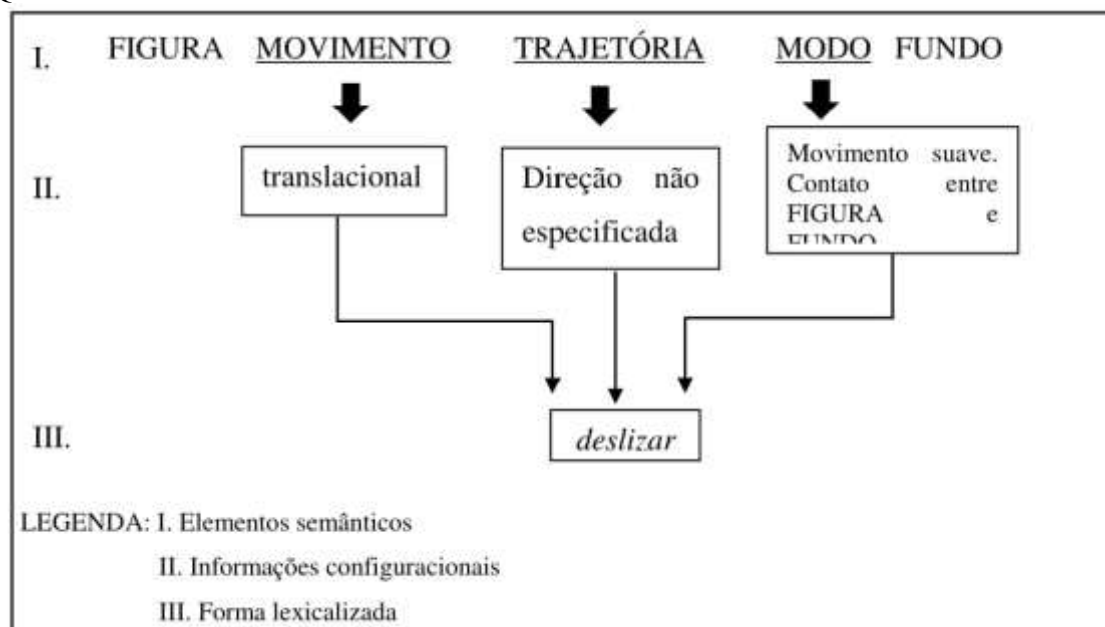 I. FIGURA MOVIMENTO TRAJETÓRIA MODO FUNDO
II.
translacional
Direção não
especificada
Movimento suave.
Contato entre
FIGURA e
FUNDO
III.
deslizar
LEGENDA: I. Elementos semânticos
II. Informações configuracionais
III. Forma lexicalizada